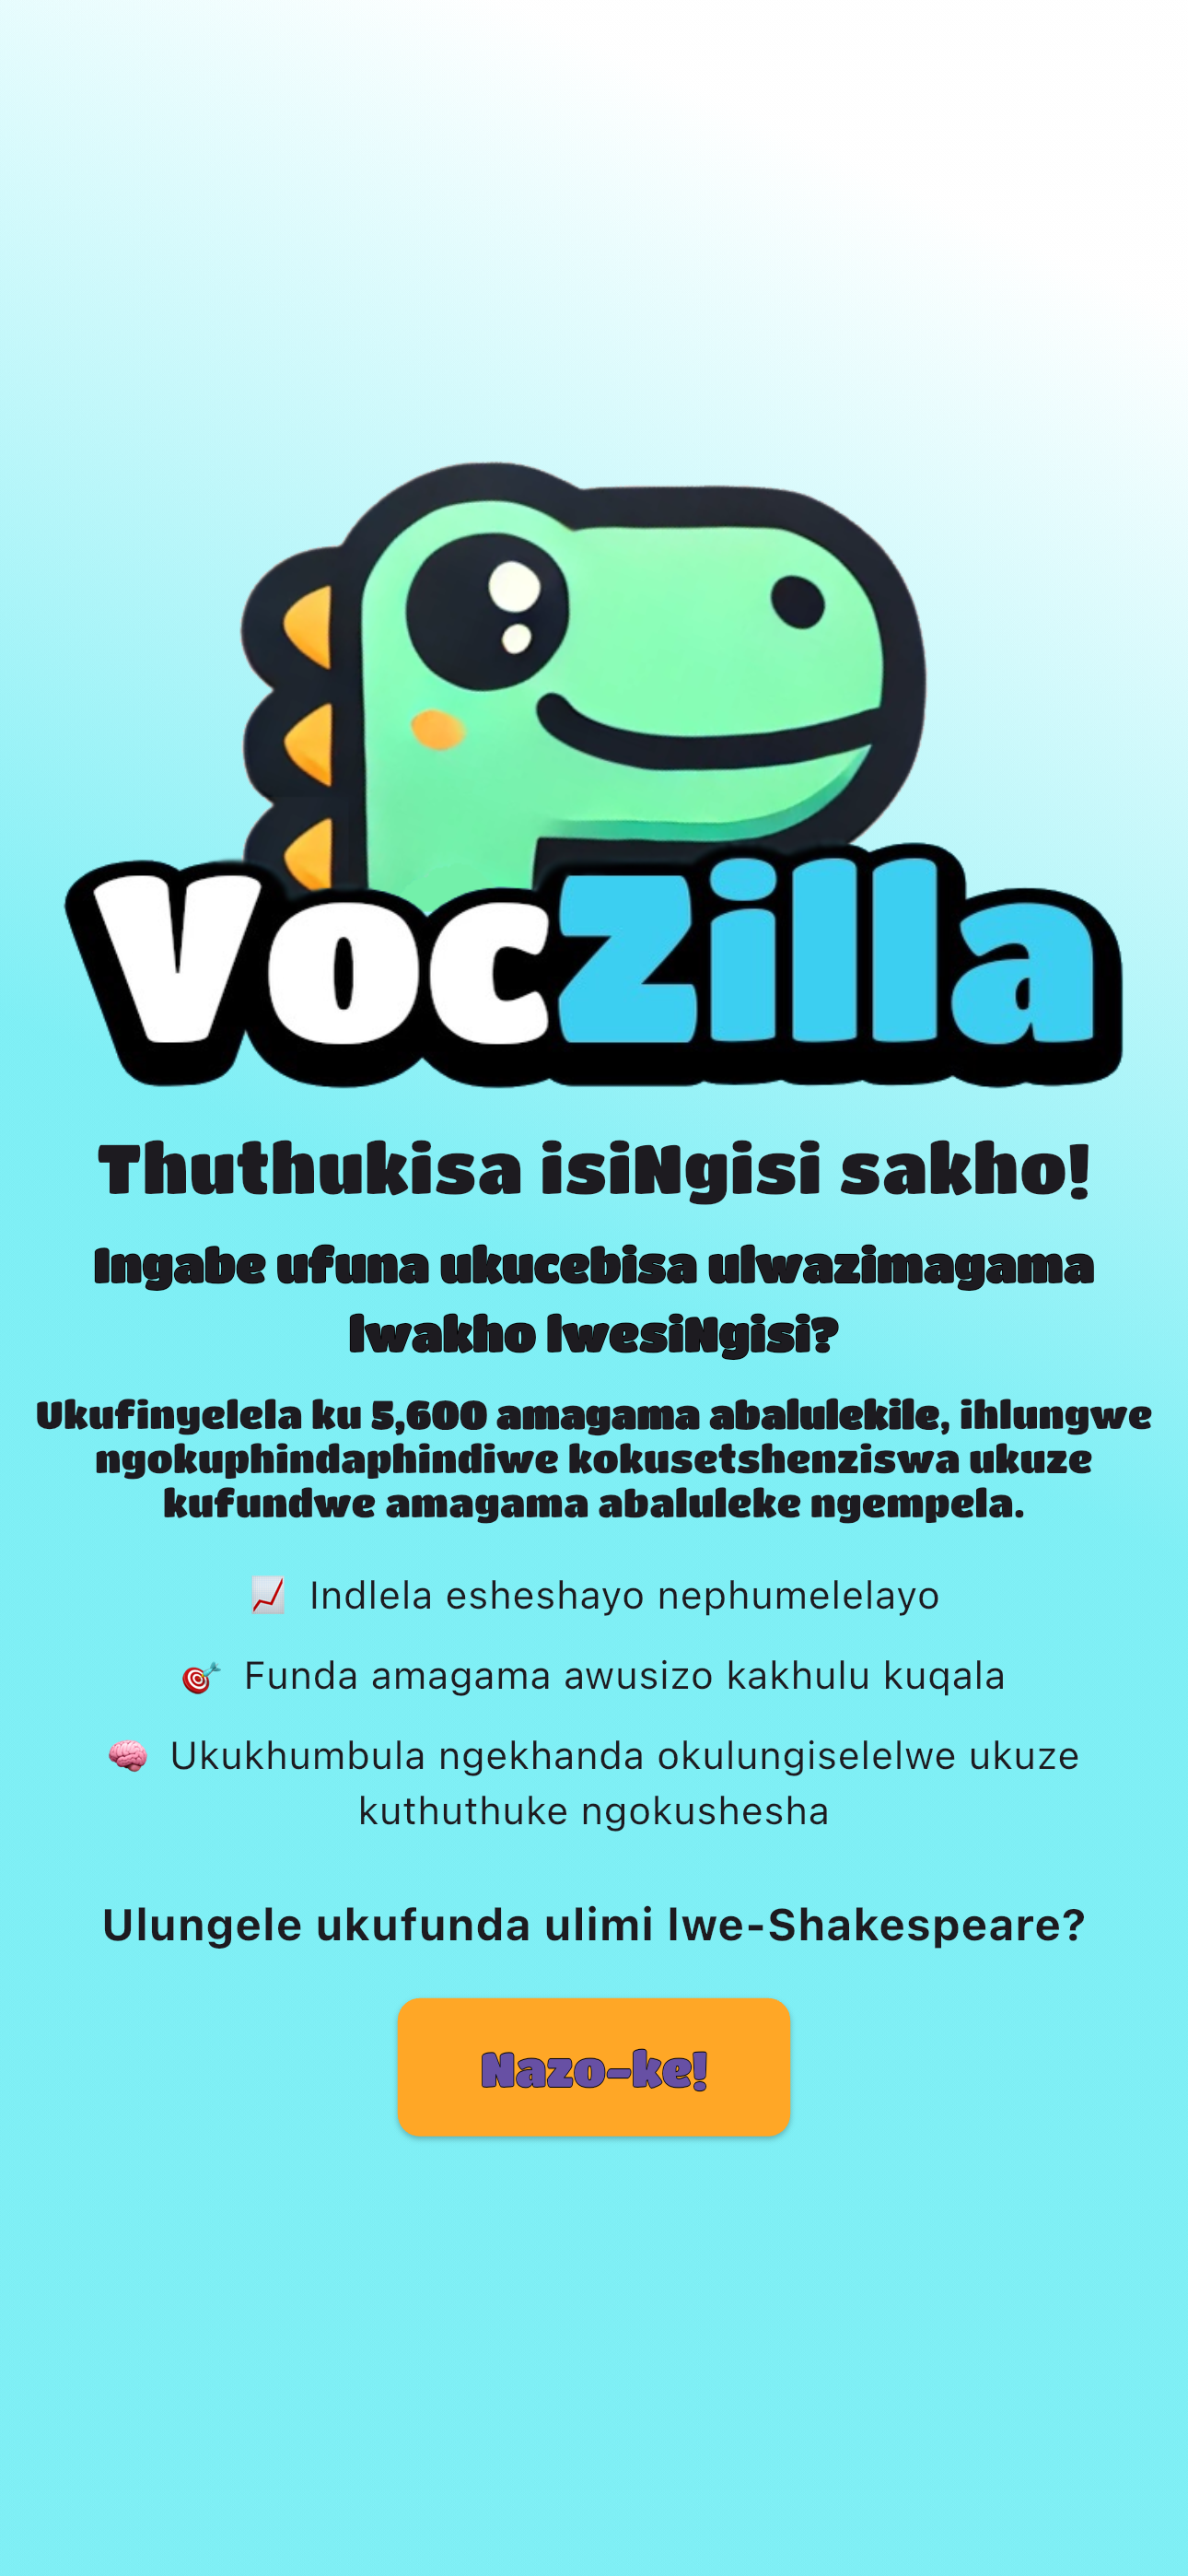 VocZilla
Thuthukisa isiNgisi sakho!
Ingabe ufuna ukucebisa ulwazimagama
lwakho lwesiNgisi?
Ukufinyelela ku 5,600 amagama abalulekile, ihlungwe
ngokuphindaphindiwe kokusetshenziswa ukuze
kufundwe amagama abaluleke ngempela.
📈 Indlela esheshayo nephumelelayo
🎯 Funda amagama awusizo kakhulu kuqala
🧠 Ukukhumbula ngekhanda okulungiselelwe ukuze
kuthuthuke ngokushesha
Ulungele ukufunda ulimi lwe-Shakespeare?
Nazo-ke!